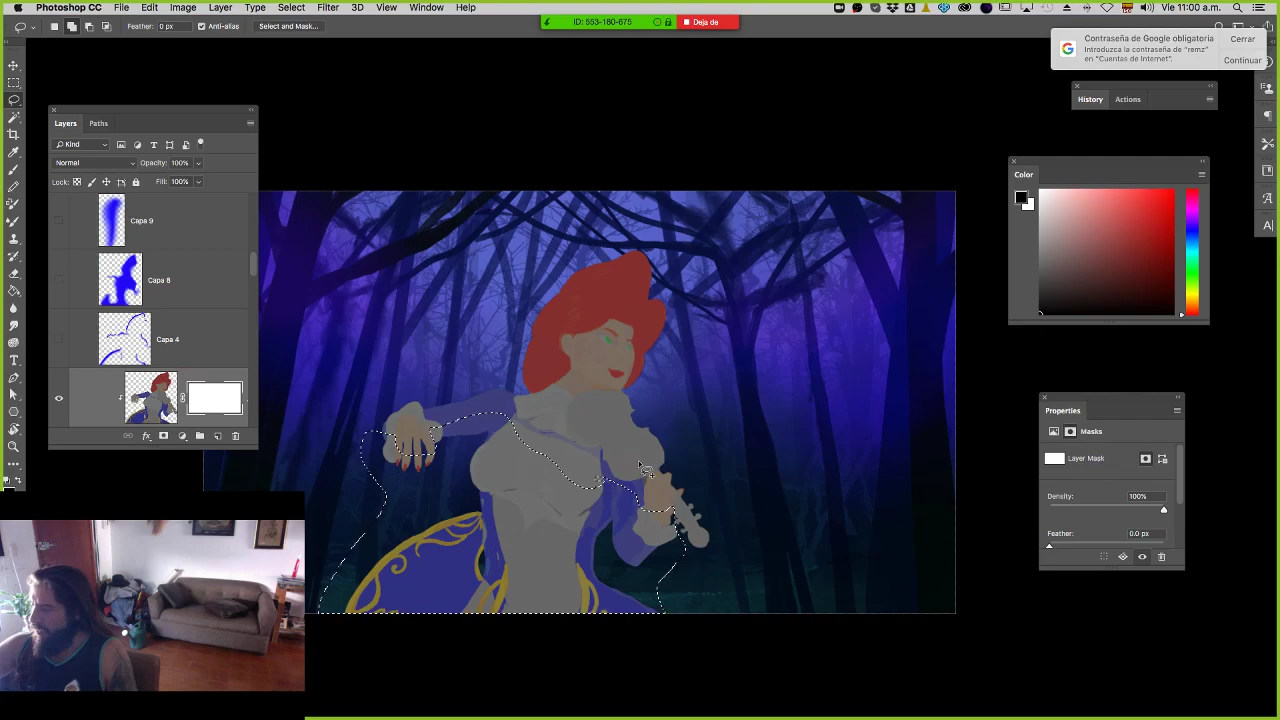 Photoshop CC File Edit Image Layer Type Select Filter 3D View Window Help Vie 11:00 a.m.
ID: 553-180-675 Deja de
Feather: 0 px Anti-alias Select and Mask...
Contraseña de Google obligatoria
Introduzca la contraseña de "remz"
en "Cuentas de Internet".
Cerrar
Continuar
History Actions
Layers Paths
Kind
Normal Opacity: 100%
Lock: Fill: 100%
Capa 9
Capa 8
Capa 4
Color
Properties
Masks
Layer Mask
Density: 100%
Feather: 0.0 px